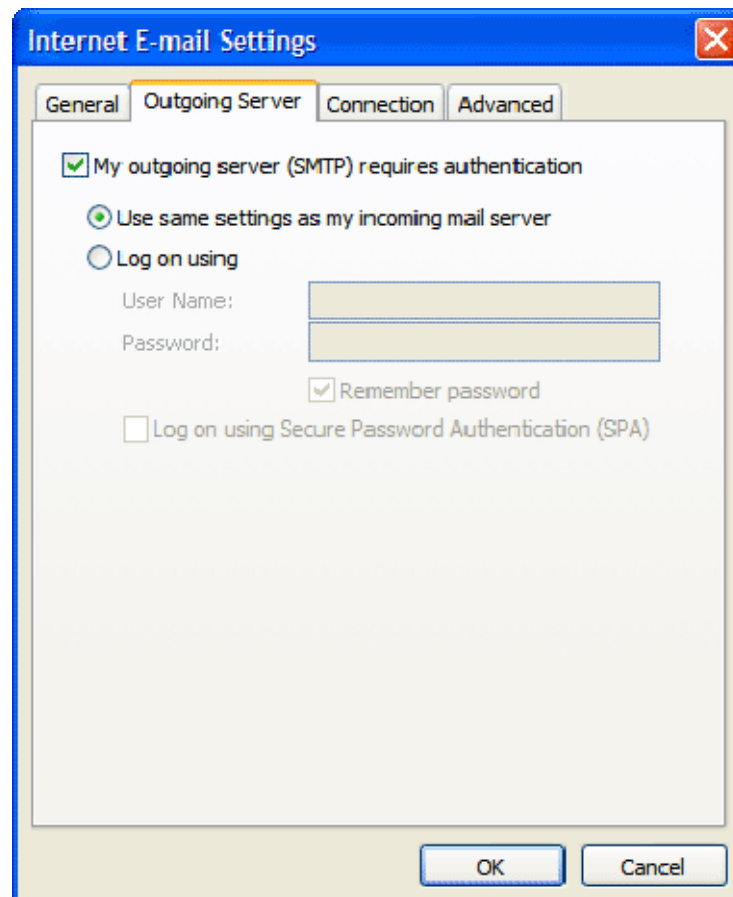 Internet E-mail Settings
General Outgoing Server Connection Advanced
My outgoing server (SMTP) requires authentication
Use same settings as my incoming mail server
Log on using
User Name:
Password:
Remember password
Log on using Secure Password Authentication (SPA)
OK Cancel